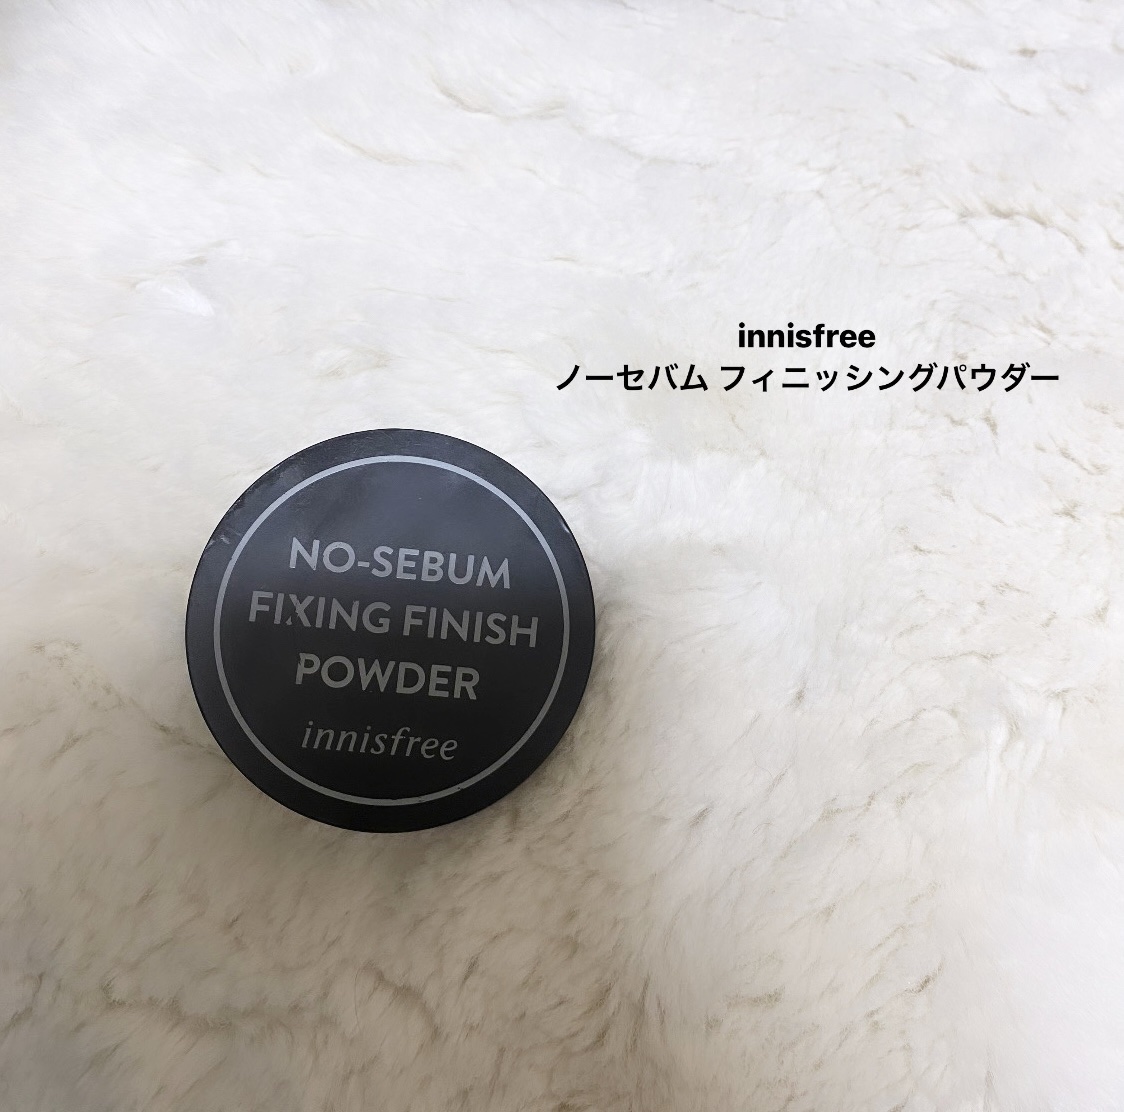 innisfree
ノーセバム フィニッシングパウダー
NO-SEBUM
FIXING FINISH
POWDER
innisfree